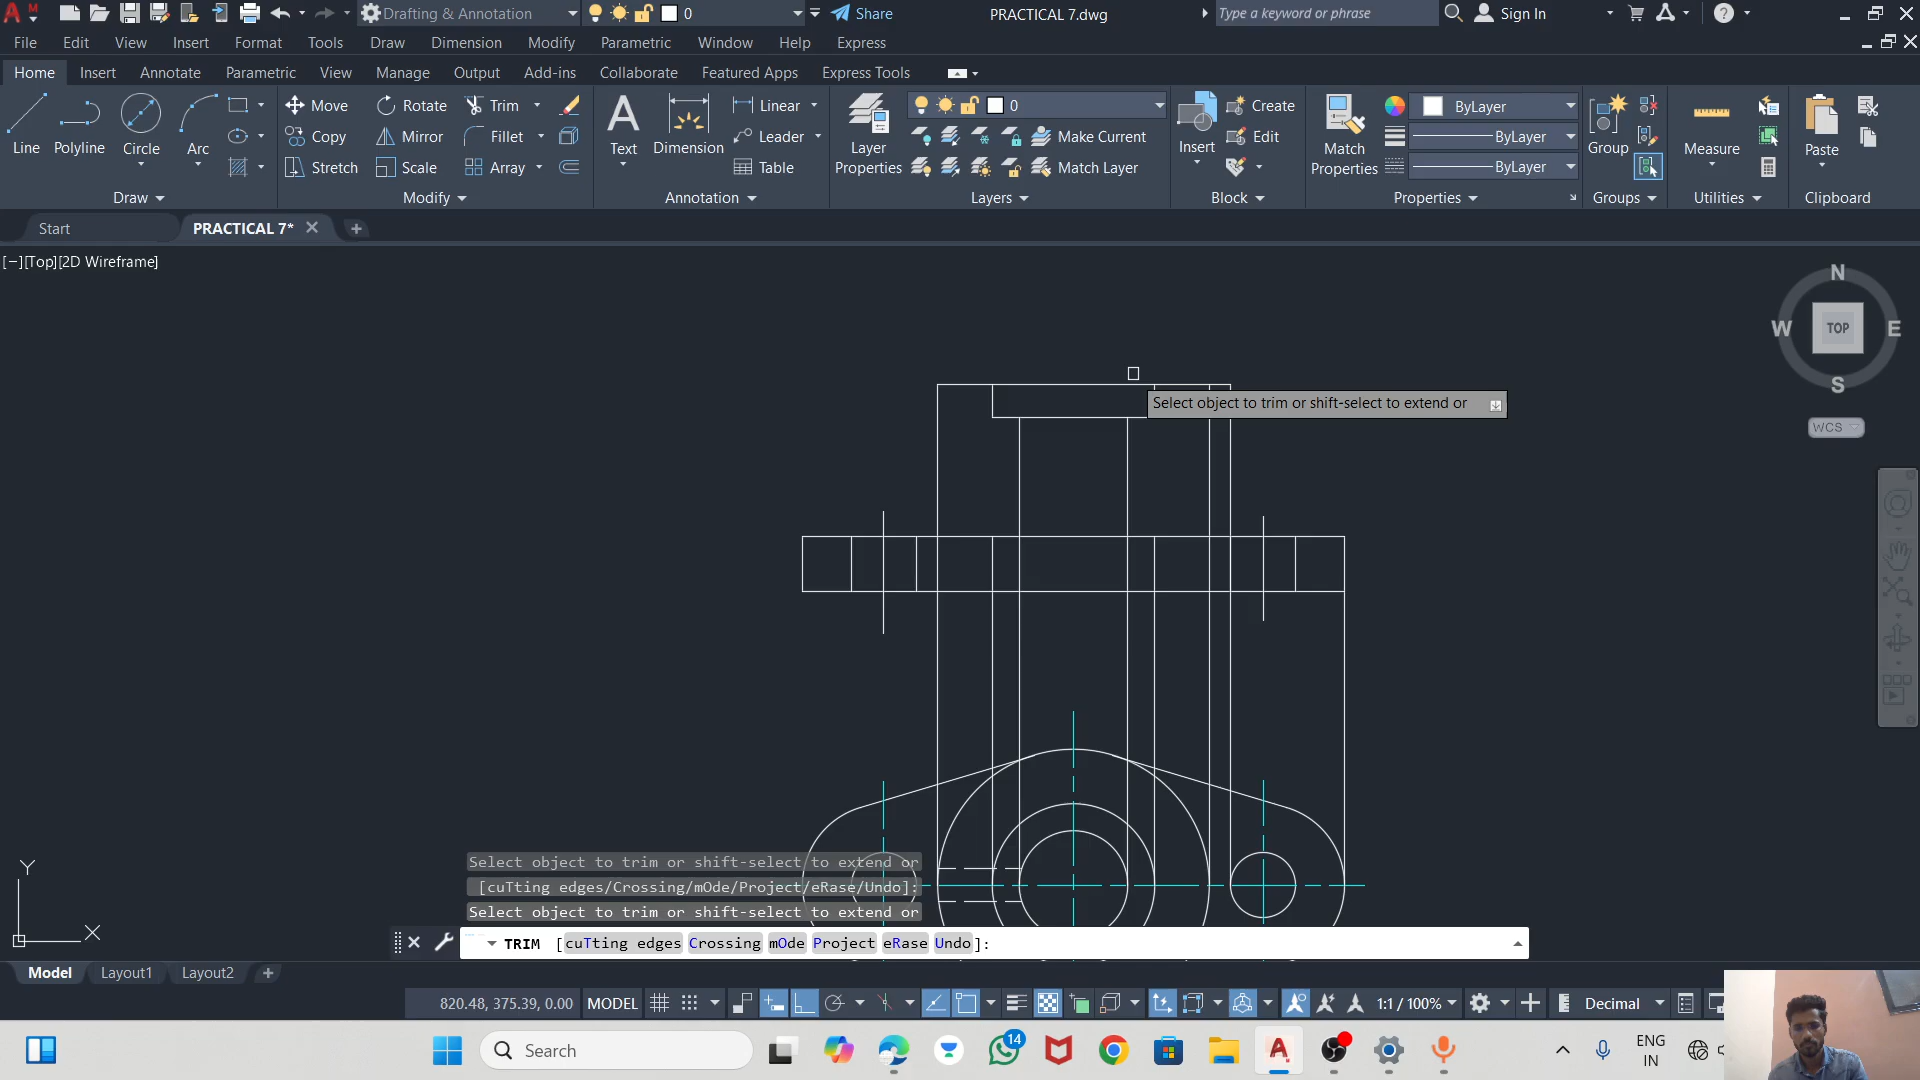 Drafting & Annotation
0
Share
PRACTICAL 7.dwg
Type a keyword or phrase
Sign In
File Edit View Insert Format Tools Draw Dimension Modify Parametric Window Help Express
Home Insert Annotate Parametric View Manage Output Add-ins Collaborate Featured Apps Express Tools
Line Polyline Circle Arc
Move Rotate Trim
Copy Mirror Fillet
Stretch Scale Array
Text Dimension
Linear
Leader
Table
Layer Properties
0
Make Current
Match Layer
Insert
Create
Edit
Match Properties
ByLayer
ByLayer
ByLayer
Group
Measure
Paste
Draw Modify Annotation Layers Block Properties Groups Utilities Clipboard
Start PRACTICAL 7*
[−][Top][2D Wireframe]
N
W TOP E
S
WCS
Select object to trim or shift-select to extend or
Y
X
Select object to trim or shift-select to extend or
[cuTting edges/Crossing/mOde/Project/eRase/Undo]:
Select object to trim or shift-select to extend or
TRIM [cuTting edges Crossing mOde Project eRase Undo]:
Model Layout1 Layout2
820.48, 375.39, 0.00 MODEL 1:1 / 100% Decimal
Search
14
ENG
IN